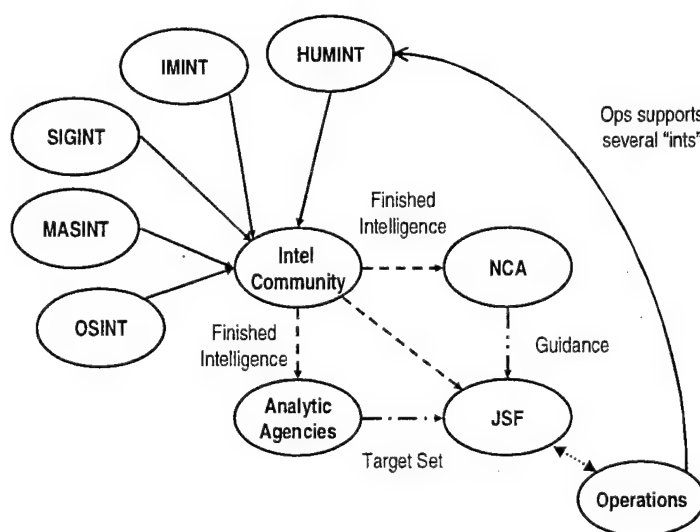 HUMINT
IMINT
Ops supports
several "ints"
SIGINT
Finished
Intelligence
MASINT
Intel
Community
NCA
OSINT
Finished
Intelligence
Guidance
Analytic
Agencies
JSF
Target Set
Operations